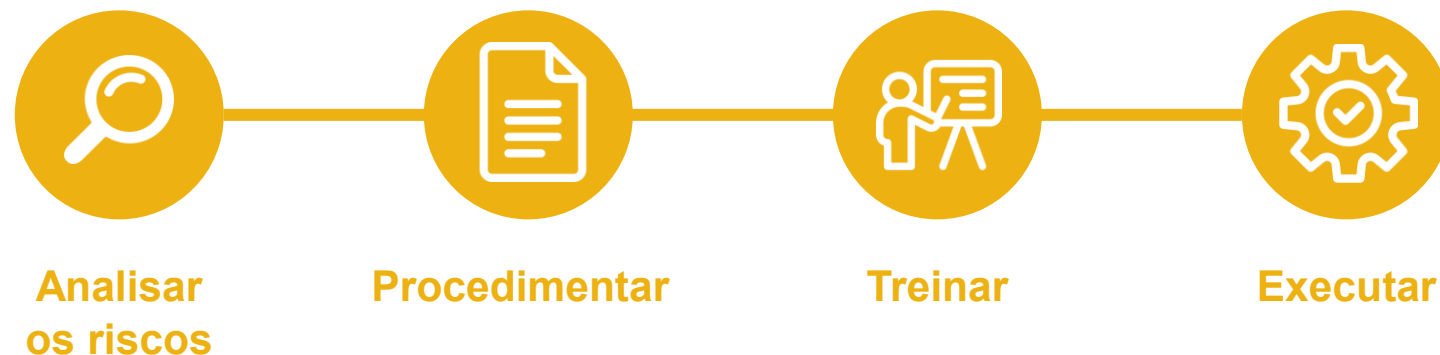 Analisar
os riscos
Procedimentar
Treinar
Executar